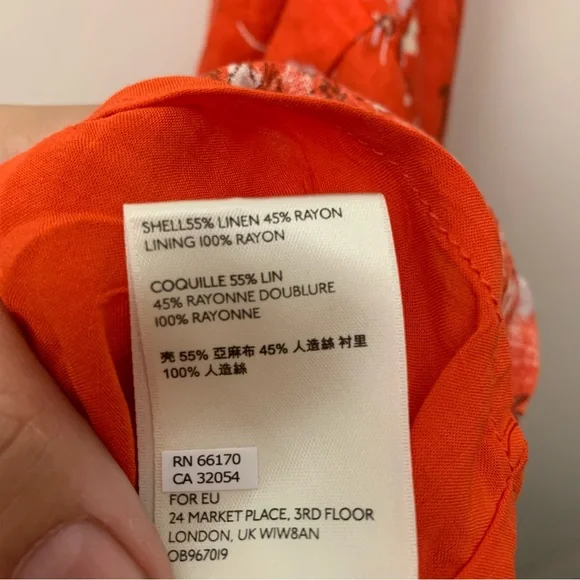 SHELL55% LINEN 45% RAYON
LINING 100% RAYON
COQUILLE 55% LIN
45% RAYONNE DOUBLURE
100% RAYONNE
壳 55% 亞麻布 45% 人造絲 衬里
100% 人造絲
RN 66170
CA 32054
FOR EU
24 MARKET PLACE, 3RD FLOOR
LONDON, UK WIW8AN
OB967019